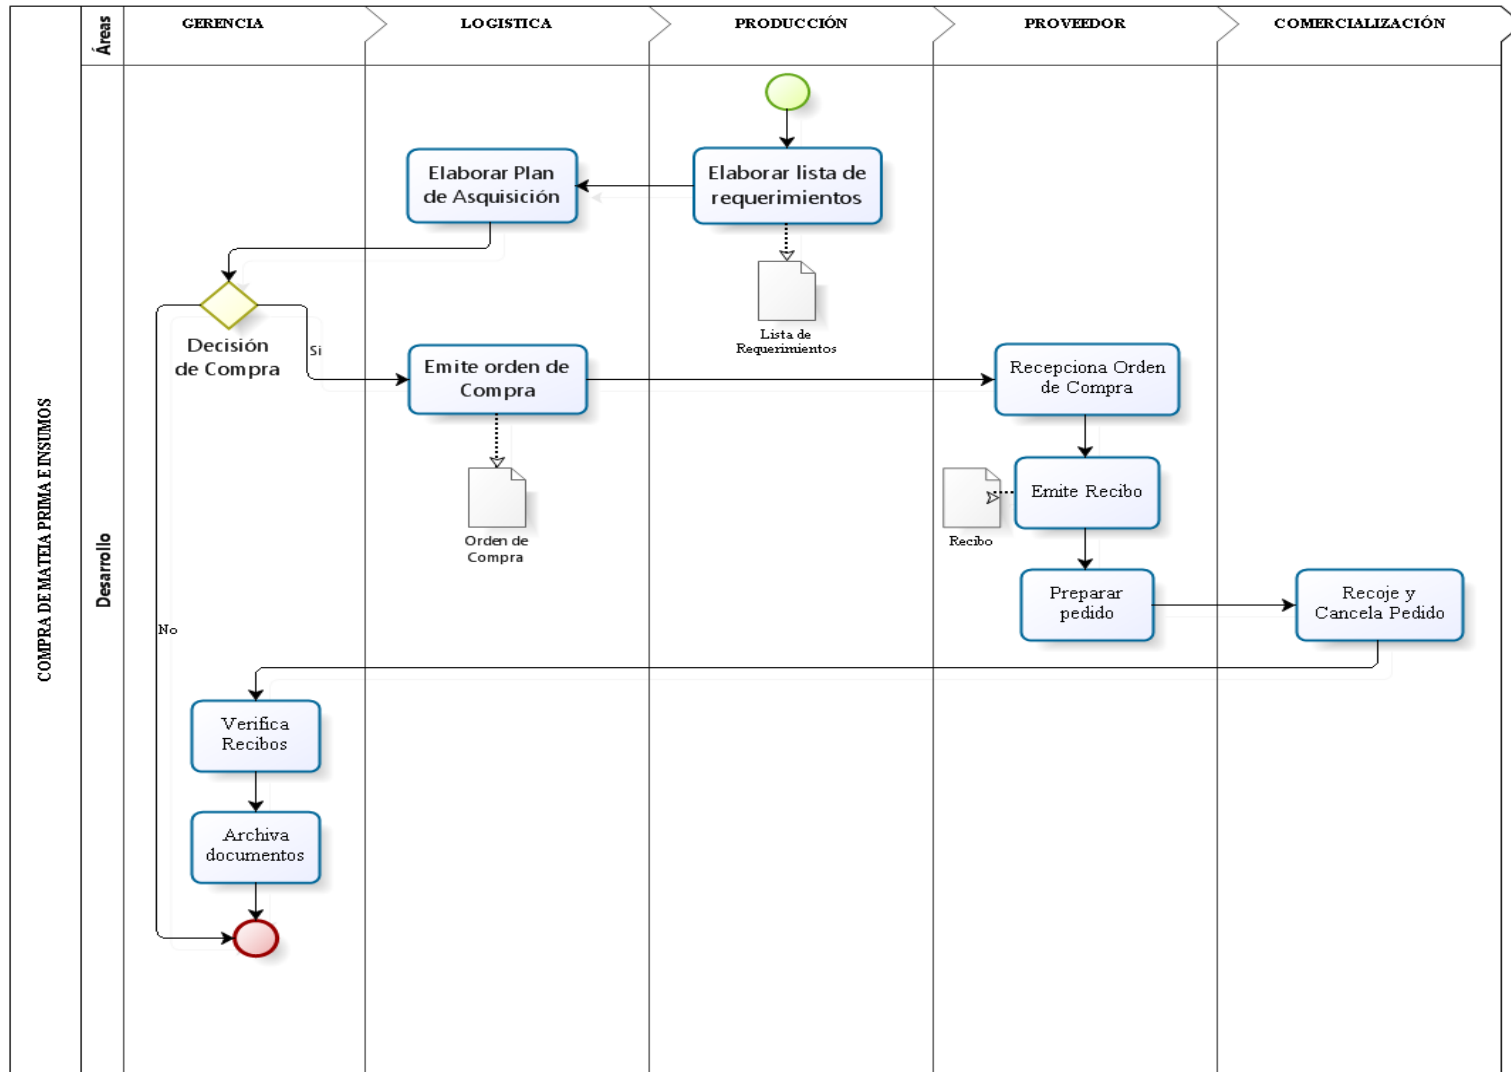 GERENCIA
LOGISTICA
PRODUCCIÓN
PROVEEDOR
COMERCIALIZACIÓN
Áreas
COMPRA DE MATEIA PRIMA E INSUMOS
Desarrollo
Elaborar Plan
de Asquisición
Elaborar lista de
requerimientos
Lista de
Requerimientos
Decisión
de Compra
Si
Emite orden de
Compra
Recepciona Orden
de Compra
Orden de
Compra
Emite Recibo
Recibo
Preparar
pedido
Recoje y
Cancela Pedido
No
Verifica
Recibos
Archiva
documentos